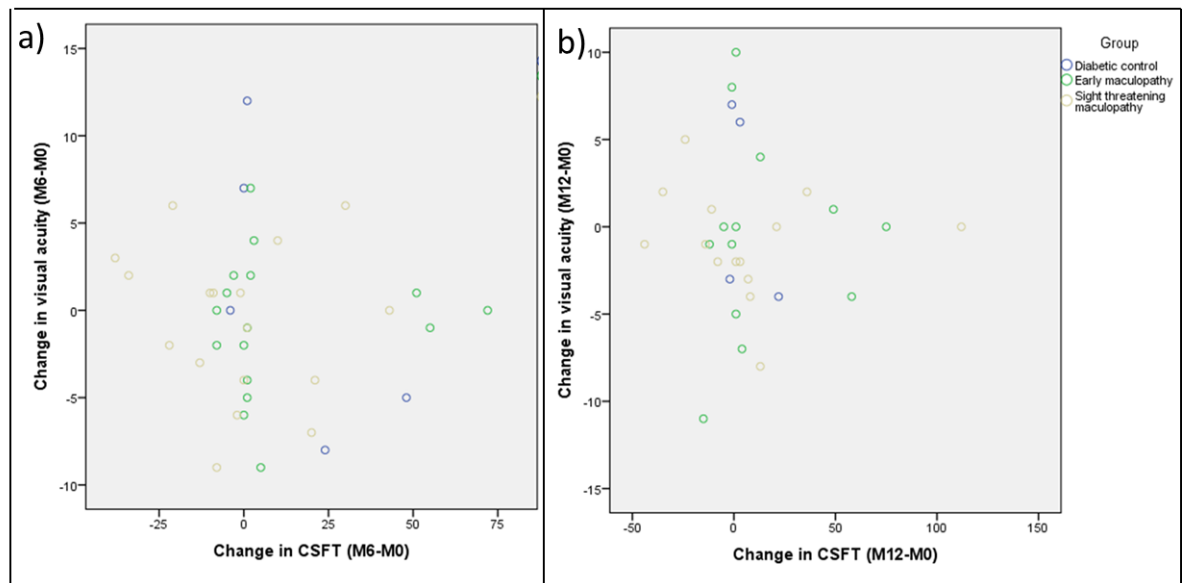 a)
Change in visual acuity (M6-M0)
15
10
5
0
-5
-10
-25
0
25
50
75
Change in CSFT (M6-M0)
b)
Change in visual acuity (M12-M0)
10
5
0
-5
-10
-15
-50
0
50
100
150
Change in CSFT (M12-M0)
Group
Diabetic control
Early maculopathy
Sight threatening
maculopathy